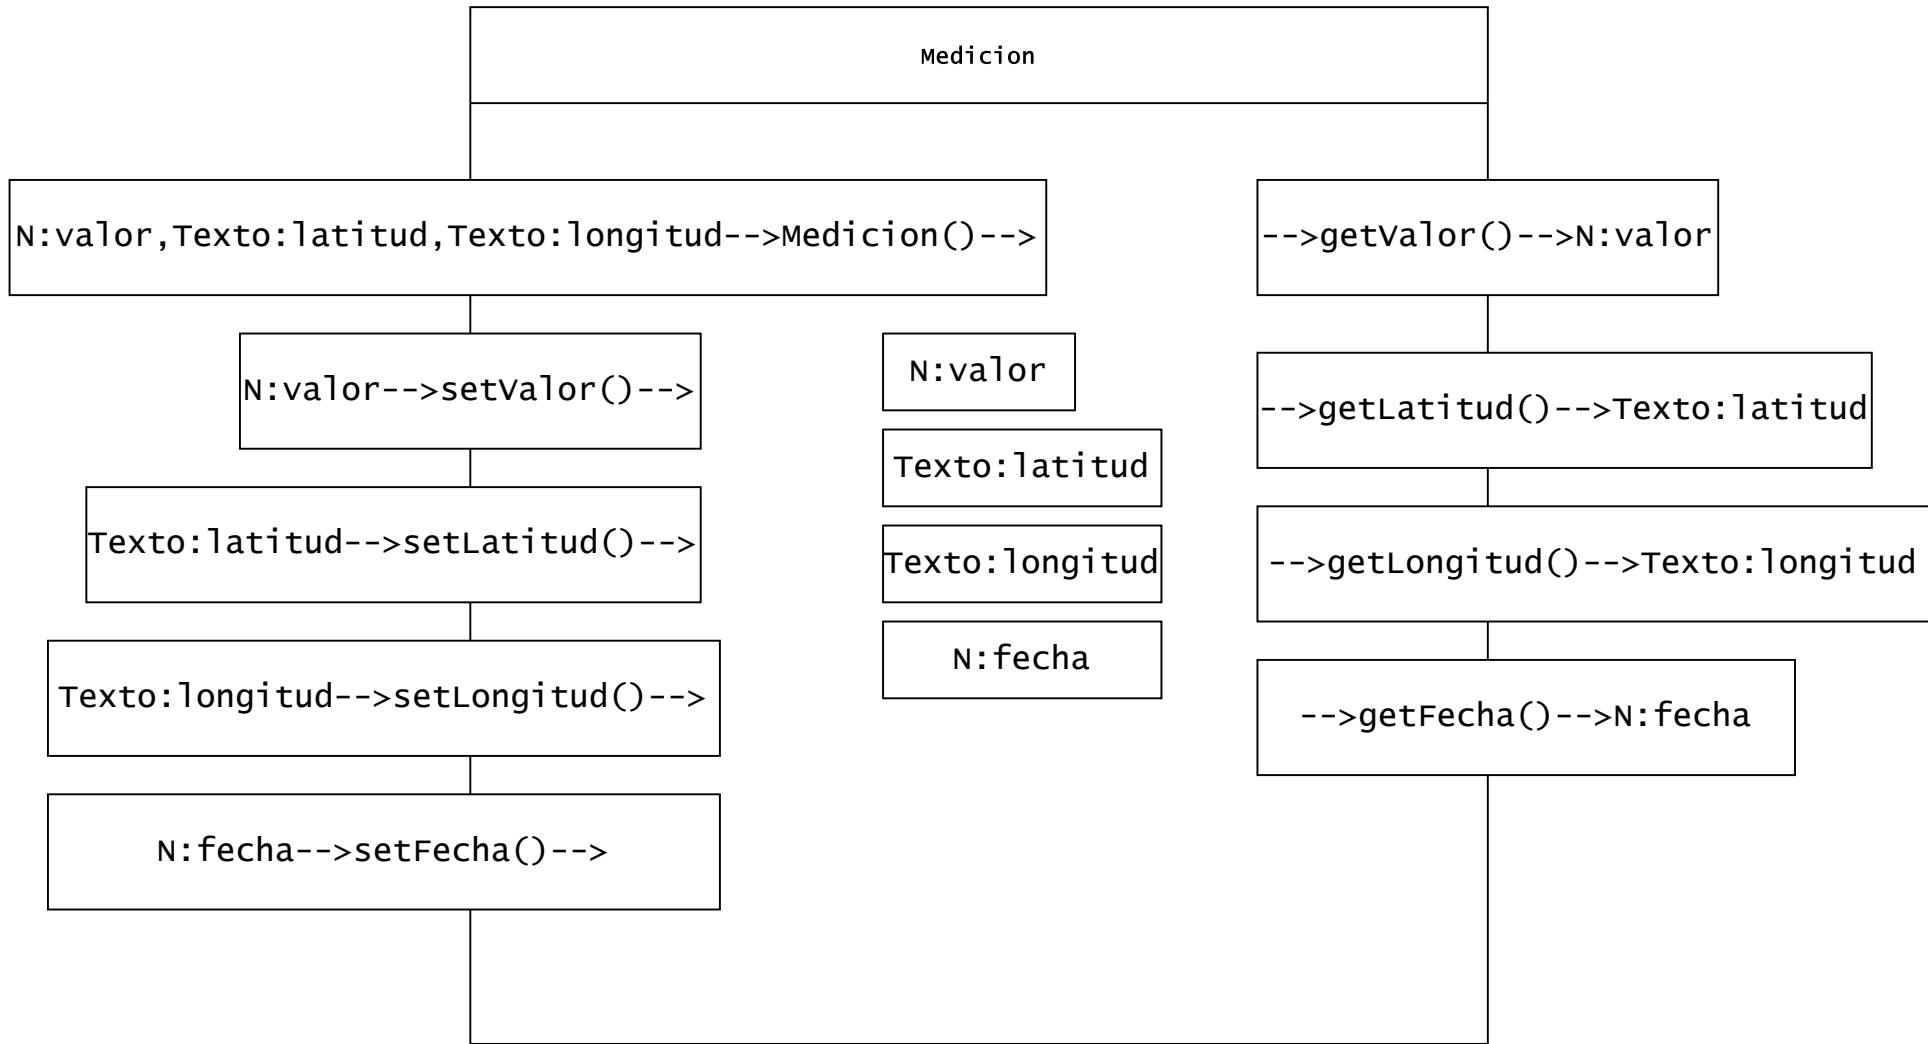 Medicion
N:valor,Texto:latitud,Texto:longitud-->Medicion()-->
N:valor-->setValor()-->
Texto:latitud-->setLatitud()-->
Texto:longitud-->setLongitud()-->
N:fecha-->setFecha()-->
N:valor
Texto:latitud
Texto:longitud
N:fecha
-->getValor()-->N:valor
-->getLatitud()-->Texto:latitud
-->getLongitud()-->Texto:longitud
-->getFecha()-->N:fecha